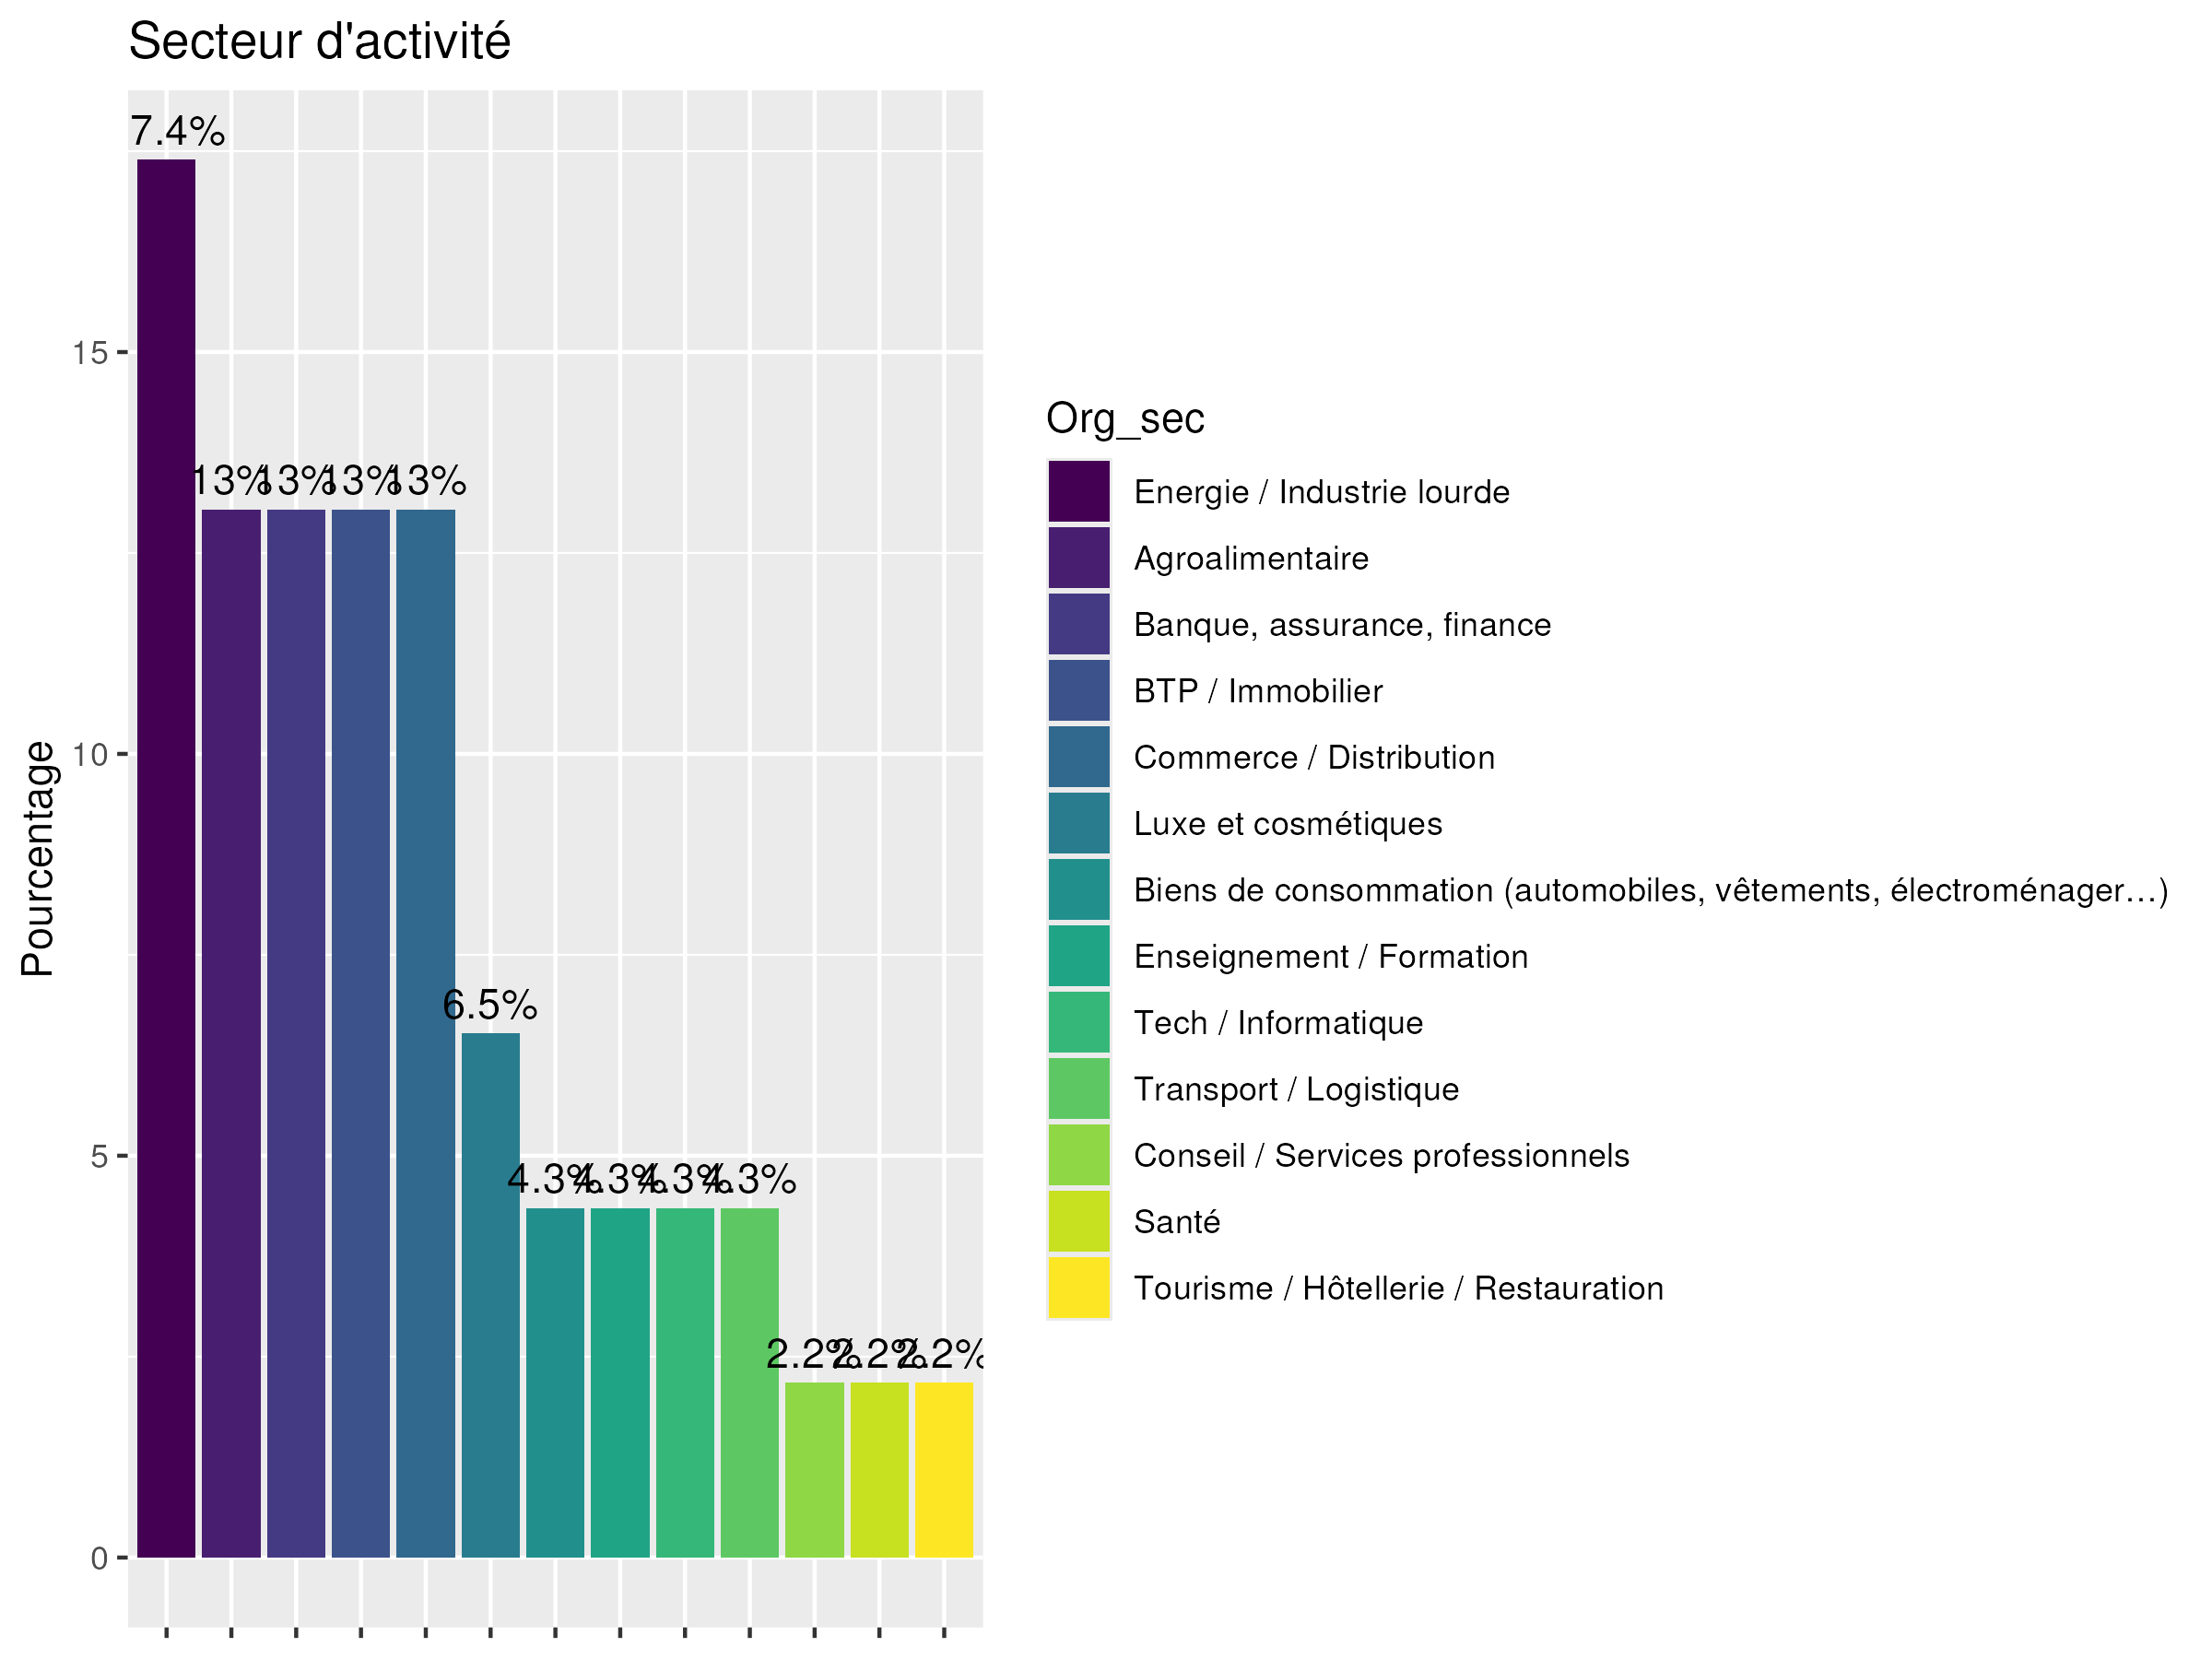 Secteur d'activité
7.4%
13%
13%
13%
13%
6.5%
4.3%
4.3%
4.3%
4.3%
2.2%
2.2%
2.2%
15
10
5
0
Pourcentage
Org_sec
Energie / Industrie lourde
Agroalimentaire
Banque, assurance, finance
BTP / Immobilier
Commerce / Distribution
Luxe et cosmétiques
Biens de consommation (automobiles, vêtements, électroménager…)
Enseignement / Formation
Tech / Informatique
Transport / Logistique
Conseil / Services professionnels
Santé
Tourisme / Hôtellerie / Restauration